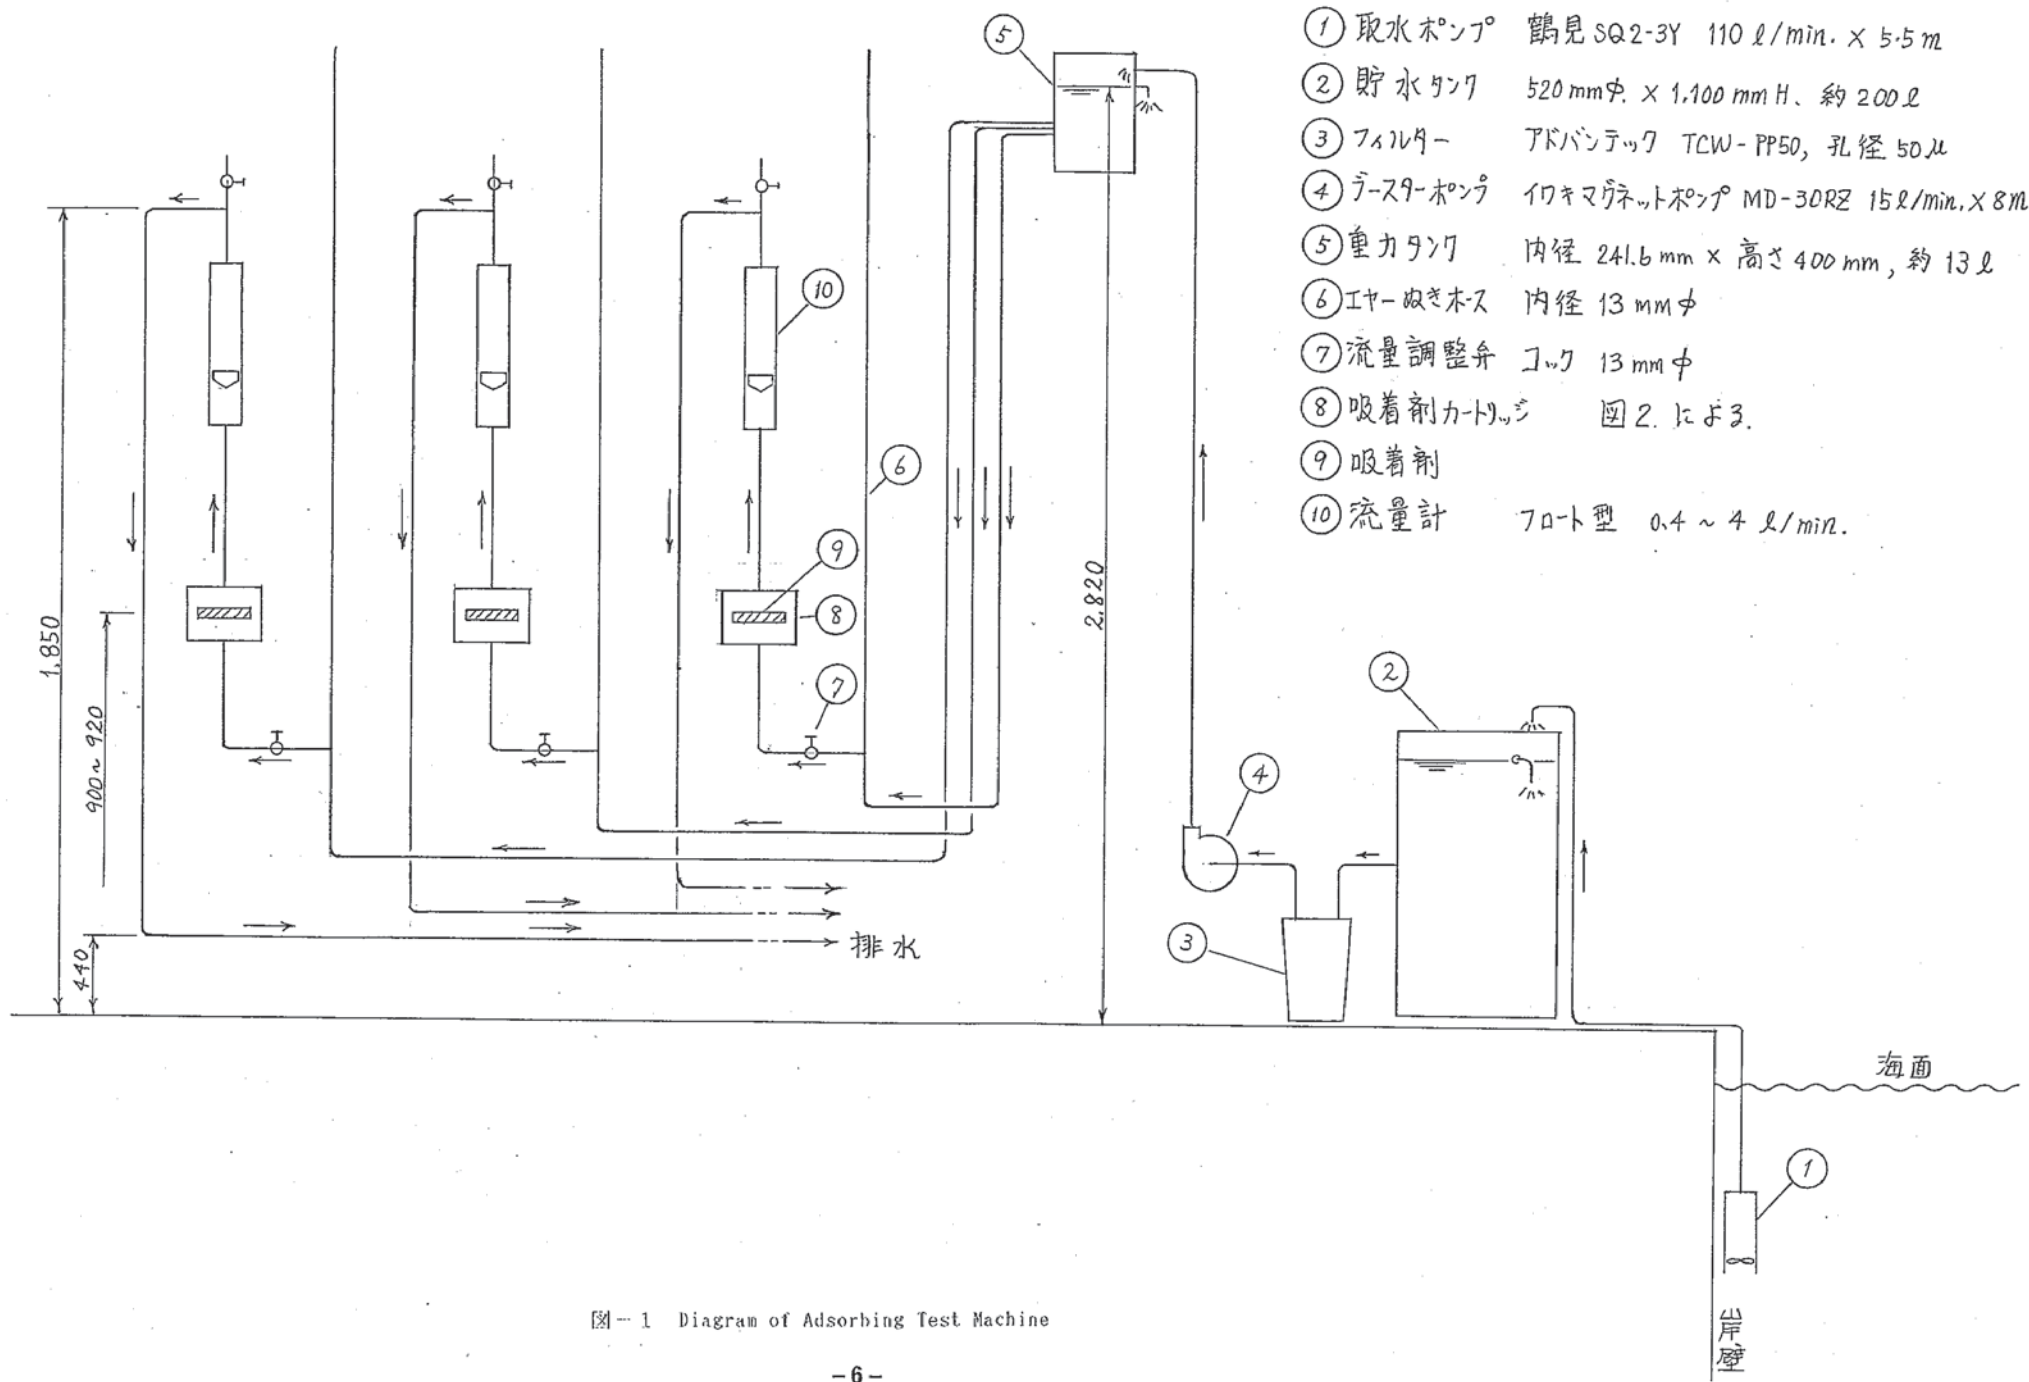 ① 取水ポンプ 鶴見 SQ2-3Y 110 ℓ/min. × 5.5 m
② 貯水タンク 520 mmφ. × 1,100 mm H. 約 200 ℓ
③ フィルター アドバンテック TCW-PP50, 孔径 50 μ
④ ブースターポンプ イワキマグネットポンプ MD-30RZ 15 ℓ/min. × 8 m
⑤ 重力タンク 内径 241.6 mm × 高さ 400 mm, 約 13 ℓ
⑥ エヤーぬきホース 内径 13 mm φ
⑦ 流量調整弁 コック 13 mm φ
⑧ 吸着剤カートリッジ 図 2. による.
⑨ 吸着剤
⑩ 流量計 フロート型 0.4 ~ 4 ℓ/min.
⑤
⑩
⑥
⑨
⑧
⑦
②
④
③
①
1,850
900~920
440
2,820
排水
海面
岸壁
図-1 Diagram of Adsorbing Test Machine
-6-